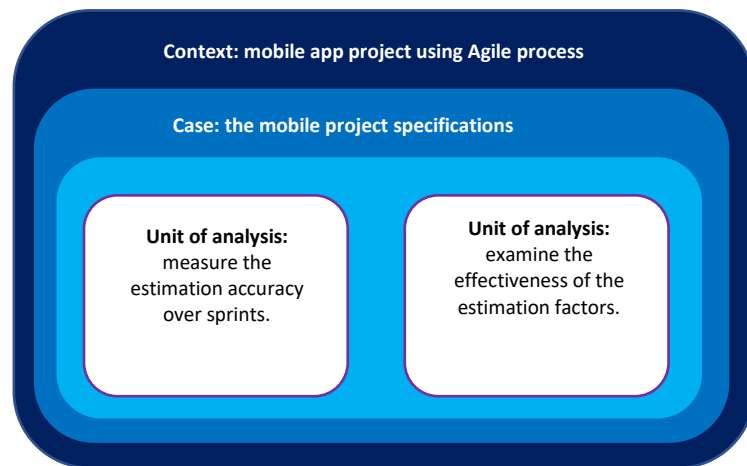 Context: mobile app project using Agile process
Case: the mobile project specifications
Unit of analysis:
measure the
estimation accuracy
over sprints.
Unit of analysis:
examine the
effectiveness of the
estimation factors.